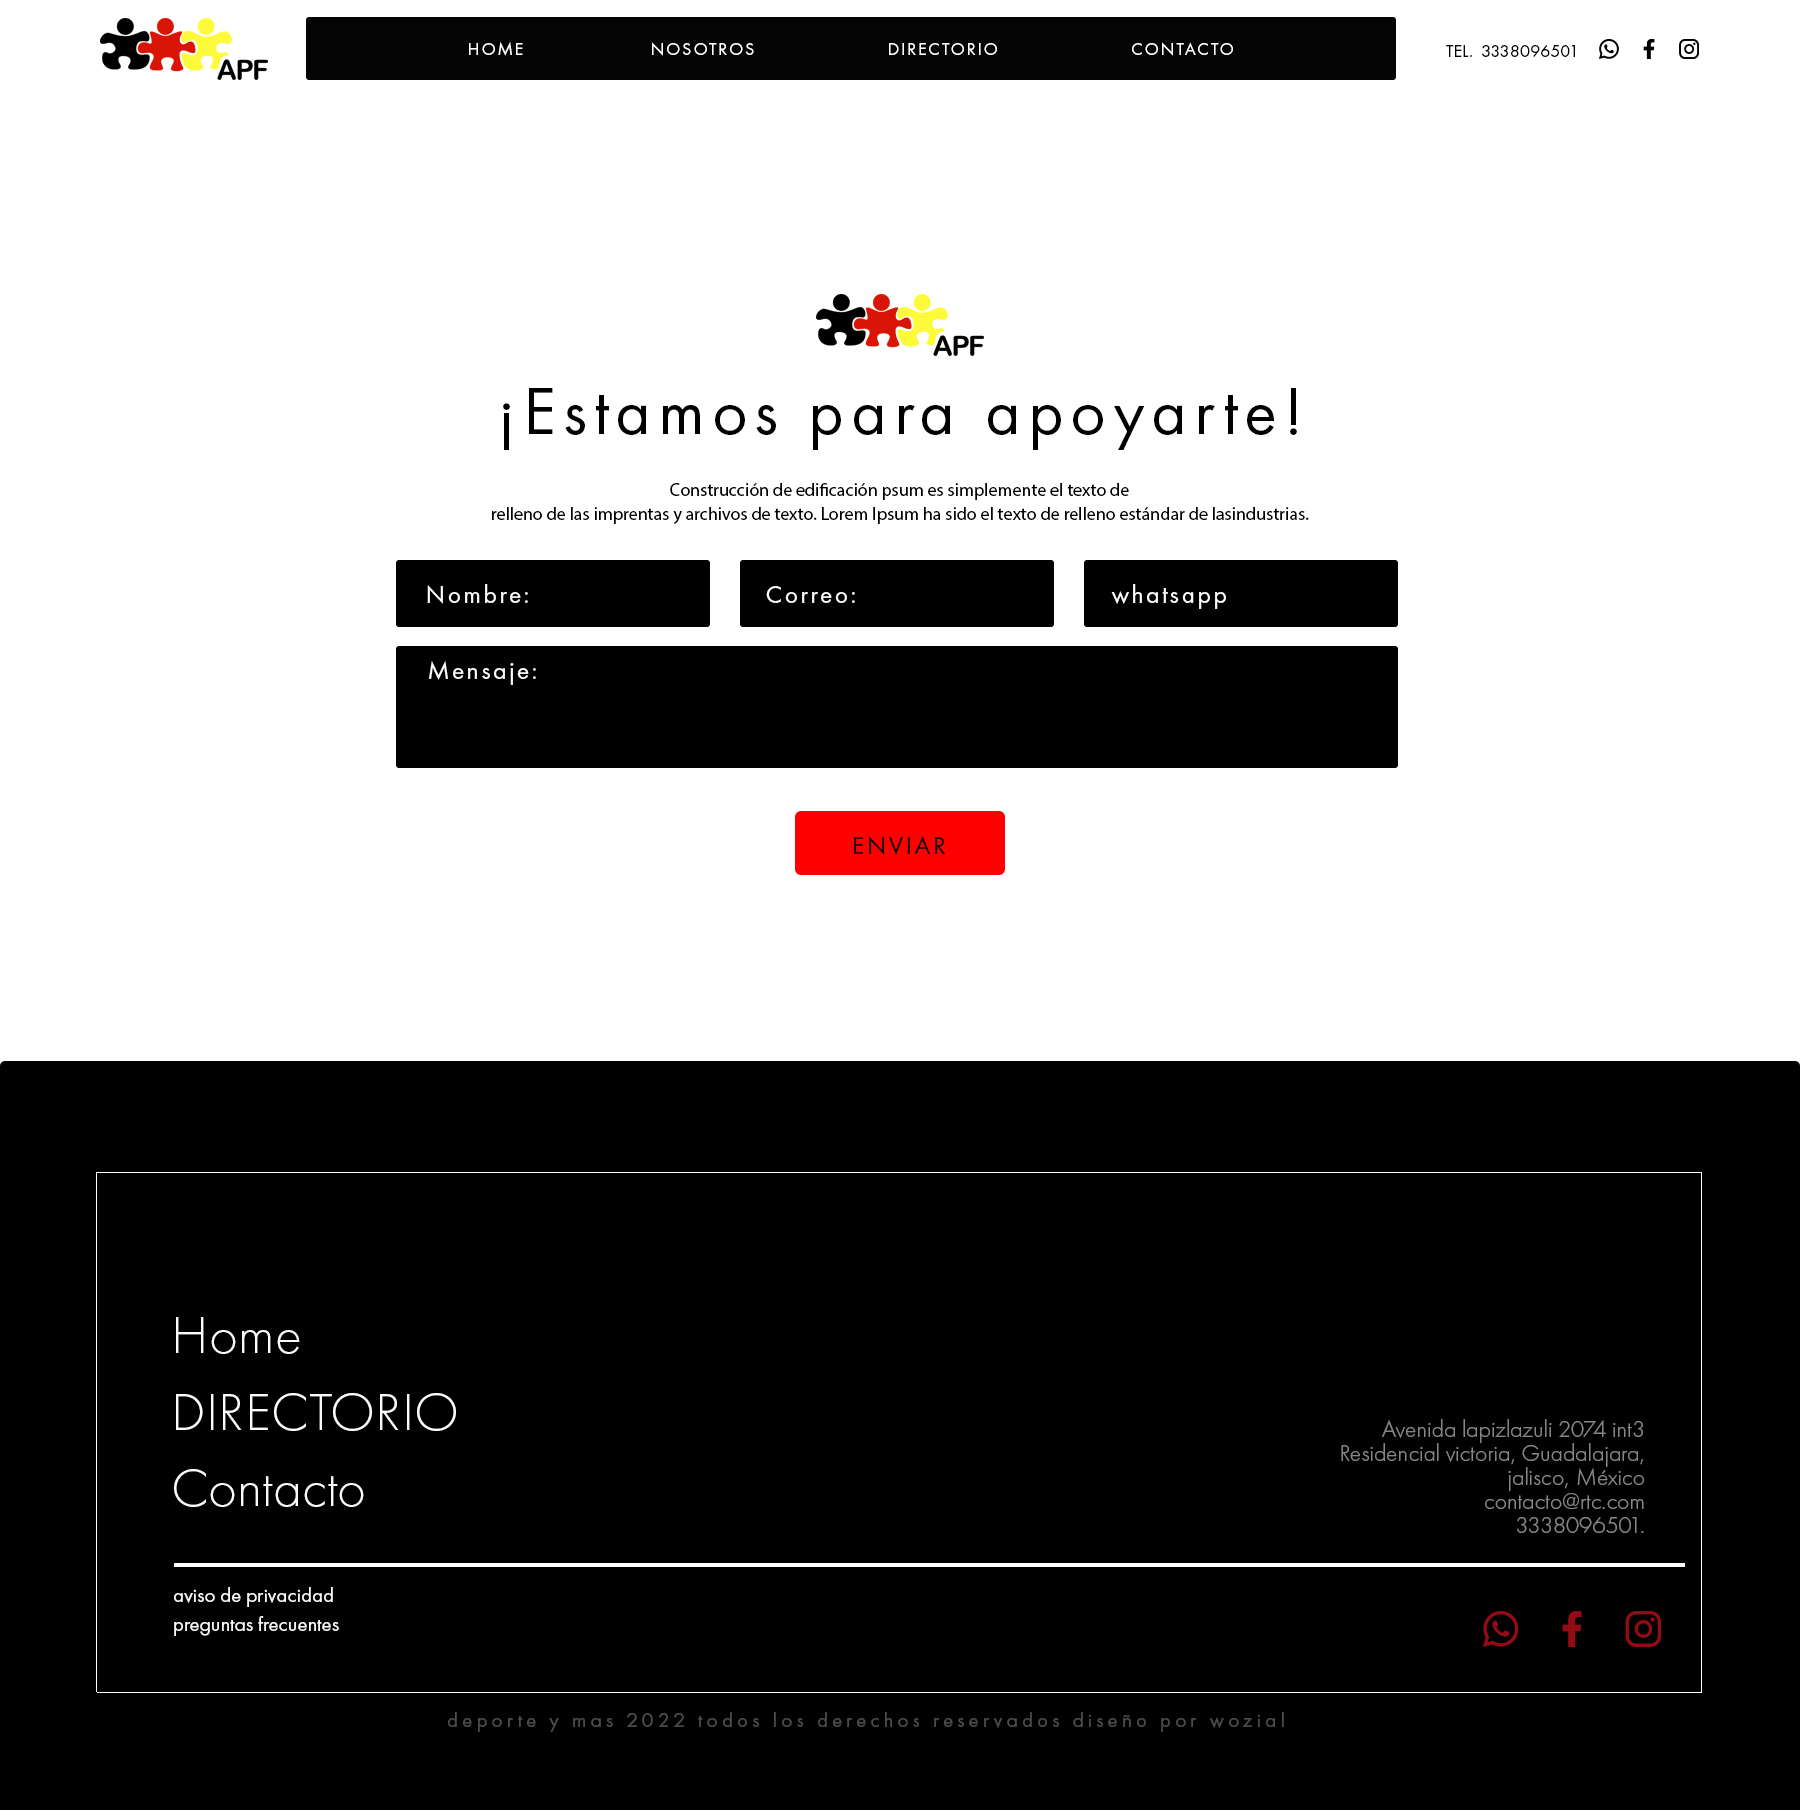 APF
HOME NOSOTROS DIRECTORIO CONTACTO
TEL. 3338096501
APF
¡Estamos para apoyarte!
Construcción de edificación psum es simplemente el texto de
relleno de las imprentas y archivos de texto. Lorem Ipsum ha sido el texto de relleno estándar de lasindustrias.
Nombre: Correo: whatsapp
Mensaje:
ENVIAR
Home
DIRECTORIO
Contacto
Avenida lapizlazuli 2074 int3
Residencial victoria, Guadalajara,
jalisco, México
contacto@rtc.com
3338096501.
aviso de privacidad
preguntas frecuentes
deporte y mas 2022 todos los derechos reservados diseño por wozial